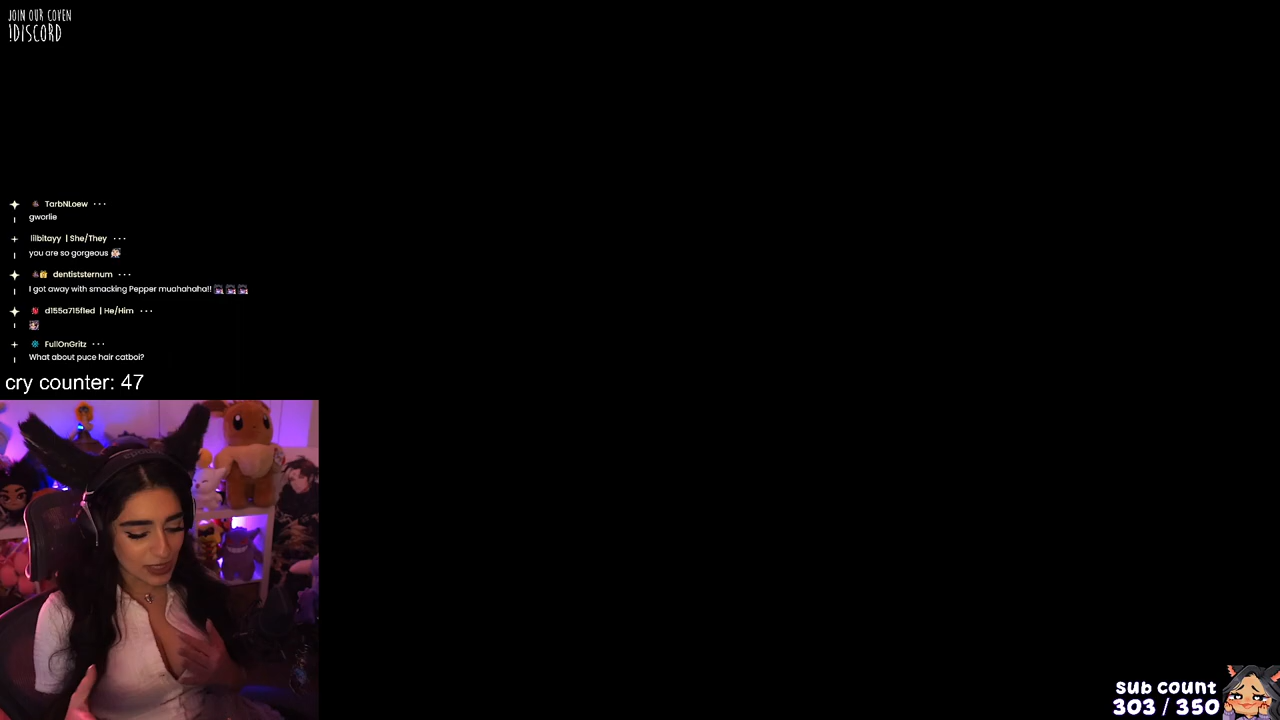 JOIN OUR COVEN
!DISCORD
TarbNLoew
gworlie
lilbitayy | She/They
you are so gorgeous
dentiststernum
I got away with smacking Pepper muahahaha!!
d155a715f1ed | He/Him
FullOnGritz
What about puce hair catboi?
cry counter: 47
sub count
303 / 350